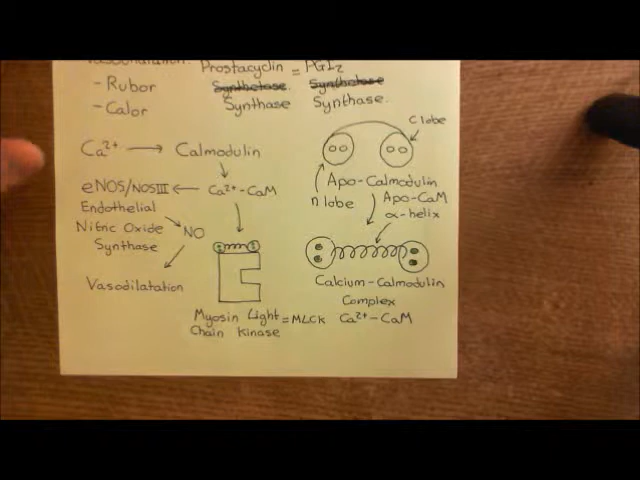 Vasodilatation.
Prostacyclin = PGI2
- Rubor
Synthetase. Synthetase
- Calor
Synthase Synthase.
C lobe
Ca2+ → Calmodulin
eNOS/NOSIII ← Ca2+-CaM
Apo-Calmodulin
n lobe
Apo-CaM
Endothelial
Nitric Oxide
Synthase
NO
α-helix
Vasodilatation
Calcium-Calmodulin
Complex
Myosin Light
Chain Kinase
= MLCK
Ca2+-CaM